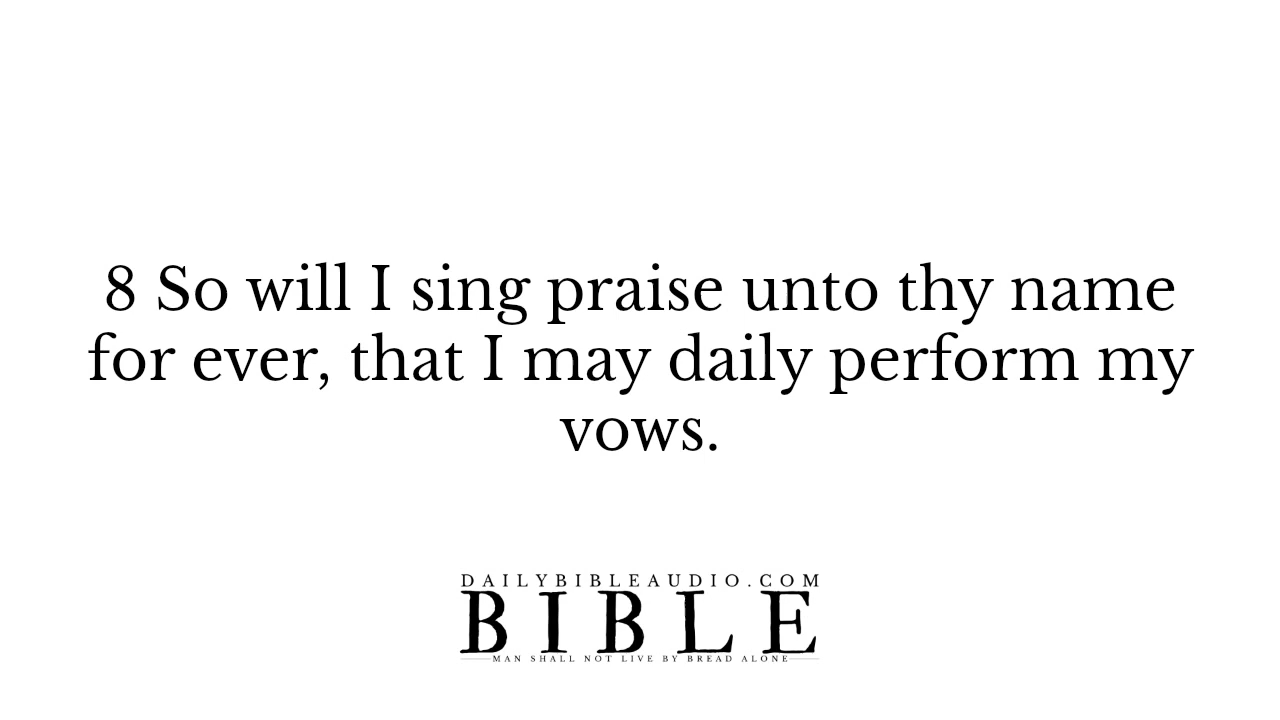 8 So will I sing praise unto thy name
for ever, that I may daily perform my
vows.
DAILYBIBLEAUDIO.COM
BIBLE
MAN SHALL NOT LIVE BY BREAD ALONE